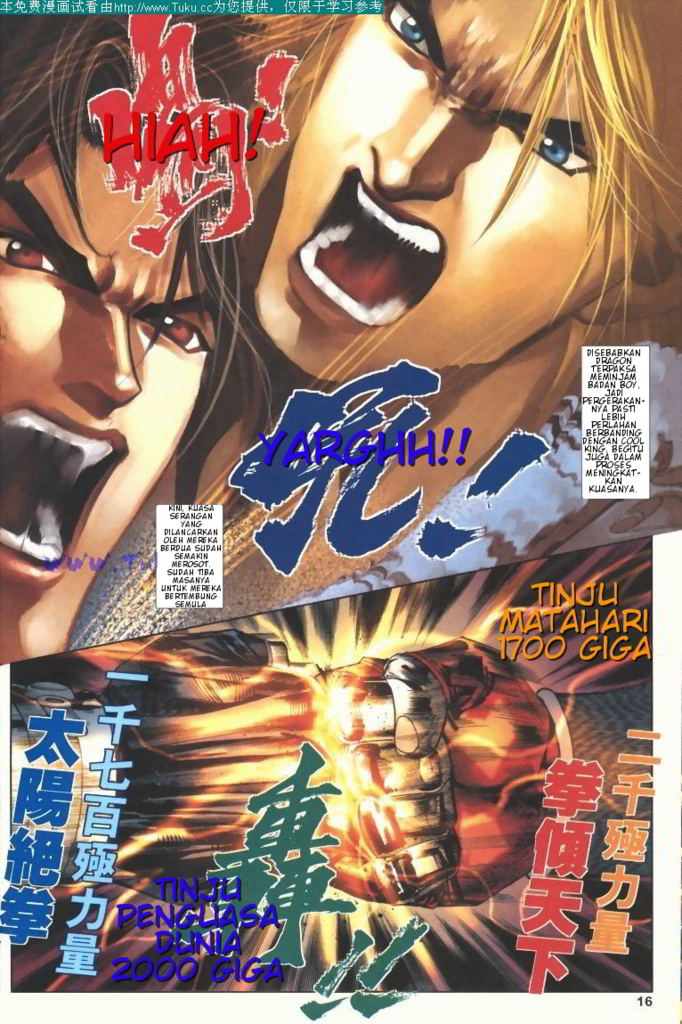 本免费漫画试看由http://www.Tuku.cc为您提供，仅限于学习参考
HIAH!
YARGHH!!
DISEBABKAN
DRAGON
TERPAKSA
MEMINJAM
BADAN BOY,
JADI
PERGERAKAN-
NYA PASTI
LEBIH
PERLAHAN
BERBANDING
DENGAN COOL
KING, BEGITU
JUGA DALAM
PROSES
MENINGKAT-
KAN
KUASANYA.
KINI, KUASA
SERANGAN
YANG
DILANCARKAN
OLEH MEREKA
BERDUA SUDAH
SEMAKIN
MEROSOT.
SUDAH TIBA
MASANYA
UNTUK MEREKA
BERTEMBUNG
SEMULA
www.T
TINJU
MATAHARI
1700 GIGA
一千七百極力量
太陽絕拳
二千極力量
拳傾天下
轟!!
TINJU
PENGUASA
DUNIA
2000 GIGA
16